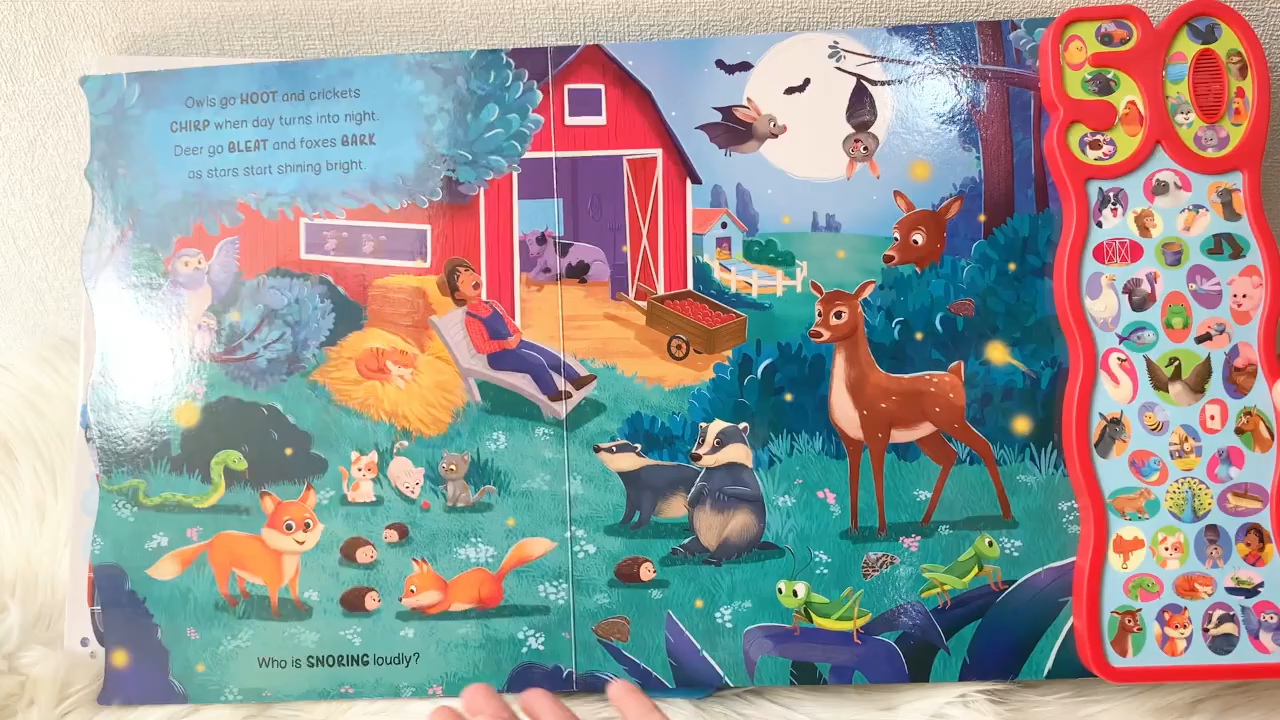 Owls go HOOT and crickets
CHIRP when day turns into night.
Deer go BLEAT and foxes BARK
as stars start shining bright.
Who is SNORING loudly?
50